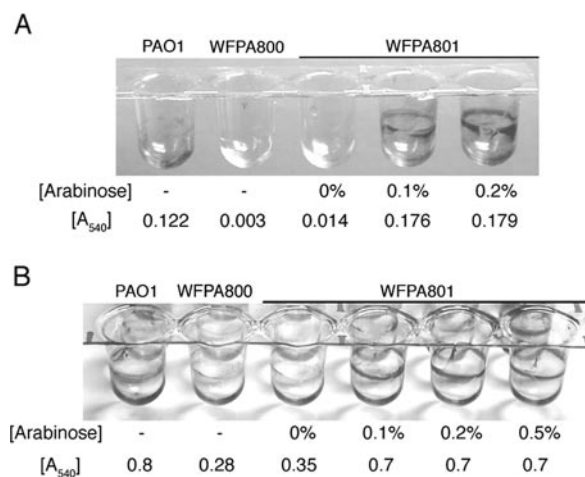 A
PAO1 WFPA800 WFPA801
[Arabinose] - - 0% 0.1% 0.2%
[A540] 0.122 0.003 0.014 0.176 0.179
B
PAO1 WFPA800 WFPA801
[Arabinose] - - 0% 0.1% 0.2% 0.5%
[A540] 0.8 0.28 0.35 0.7 0.7 0.7